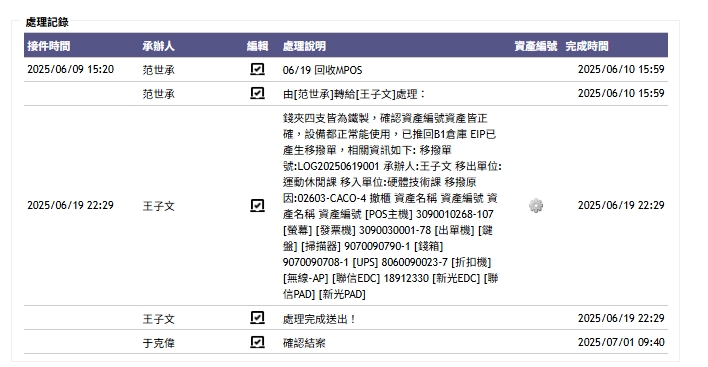 處理記錄
接件時間 承辦人 編輯 處理說明 資產編號 完成時間
2025/06/09 15:20 范世承 06/19 回收MPOS 2025/06/10 15:59
范世承 由[范世承]轉給[王子文]處理： 2025/06/10 15:59
錢夾四支皆為鐵製，確認資產編號資產皆正
確，設備都正常能使用，已推回B1倉庫 EIP已
產生移撥單，相關資訊如下: 移撥單
號:LOG20250619001 承辦人:王子文 移出單位:
運動休閒課 移入單位:硬體技術課 移撥原
2025/06/19 22:29 王子文 因:02603-CACO-4 撤櫃 資產名稱 資產編號 資 2025/06/19 22:29
產名稱 資產編號 [POS主機] 3090010268-107
[螢幕] [發票機] 3090030001-78 [出單機] [鍵
盤] [掃描器] 9070090790-1 [錢箱]
9070090708-1 [UPS] 8060090023-7 [折扣機]
[無線-AP] [聯信EDC] 18912330 [新光EDC] [聯
信PAD] [新光PAD]
王子文 處理完成送出！ 2025/06/19 22:29
于克偉 確認結案 2025/07/01 09:40